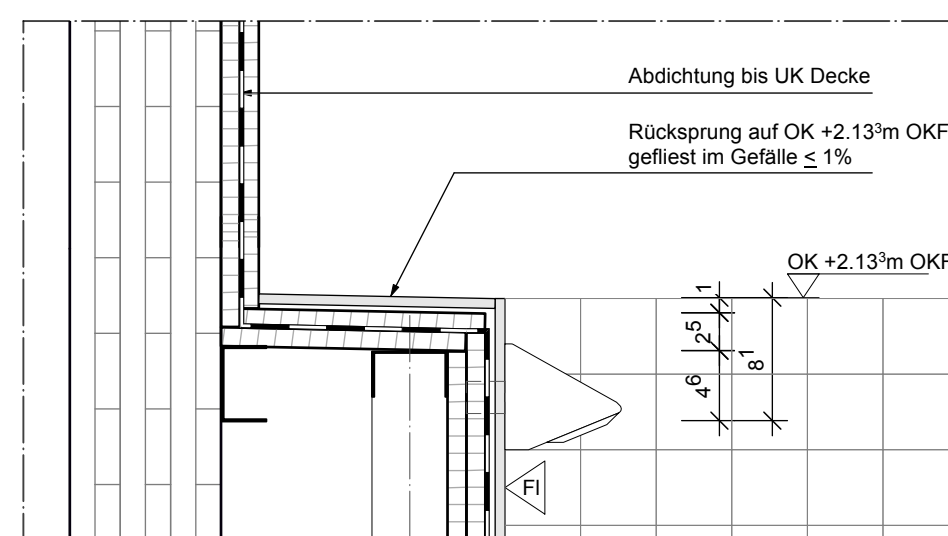 Abdichtung bis UK Decke
Rücksprung auf OK +2.13³m OKF
gefliest im Gefälle ≤ 1%
OK +2.13³m OKF
1
2⁵
8¹
4⁶
FI